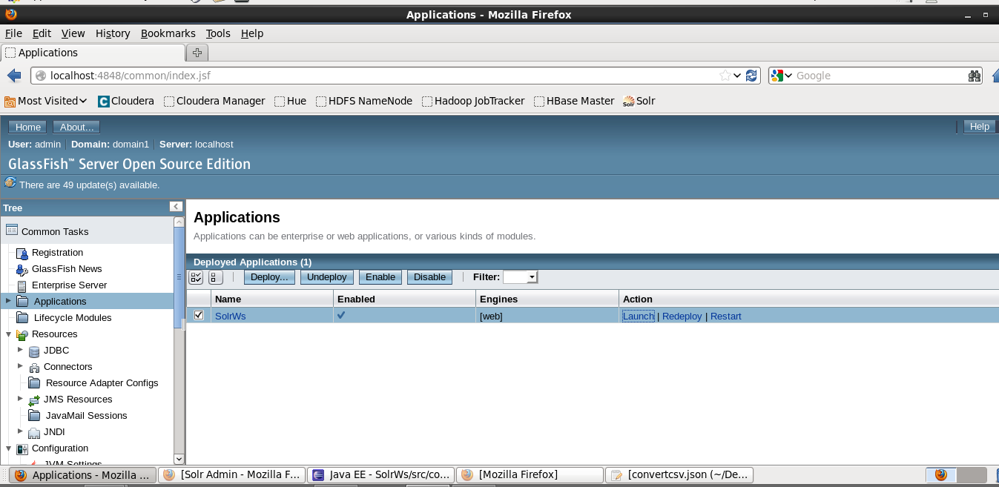 Applications - Mozilla Firefox
File Edit View History Bookmarks Tools Help
Applications
localhost:4848/common/index.jsf Google
Most Visited Cloudera Cloudera Manager Hue HDFS NameNode Hadoop JobTracker HBase Master Solr
Home About... Help
User: admin Domain: domain1 Server: localhost
GlassFish™ Server Open Source Edition
There are 49 update(s) available.
Tree
Common Tasks
Registration
GlassFish News
Enterprise Server
Applications
Lifecycle Modules
Resources
JDBC
Connectors
Resource Adapter Configs
JMS Resources
JavaMail Sessions
JNDI
Configuration
JVM Settings
Applications
Applications can be enterprise or web applications, or various kinds of modules.
Deployed Applications (1)
Deploy... Undeploy Enable Disable Filter:
Name Enabled Engines Action
SolrWs [web] Launch | Redeploy | Restart
Applications - Mozilla ... [Solr Admin - Mozilla F... Java EE - SolrWs/src/co... [Mozilla Firefox] [convertcsv.json (~/De...